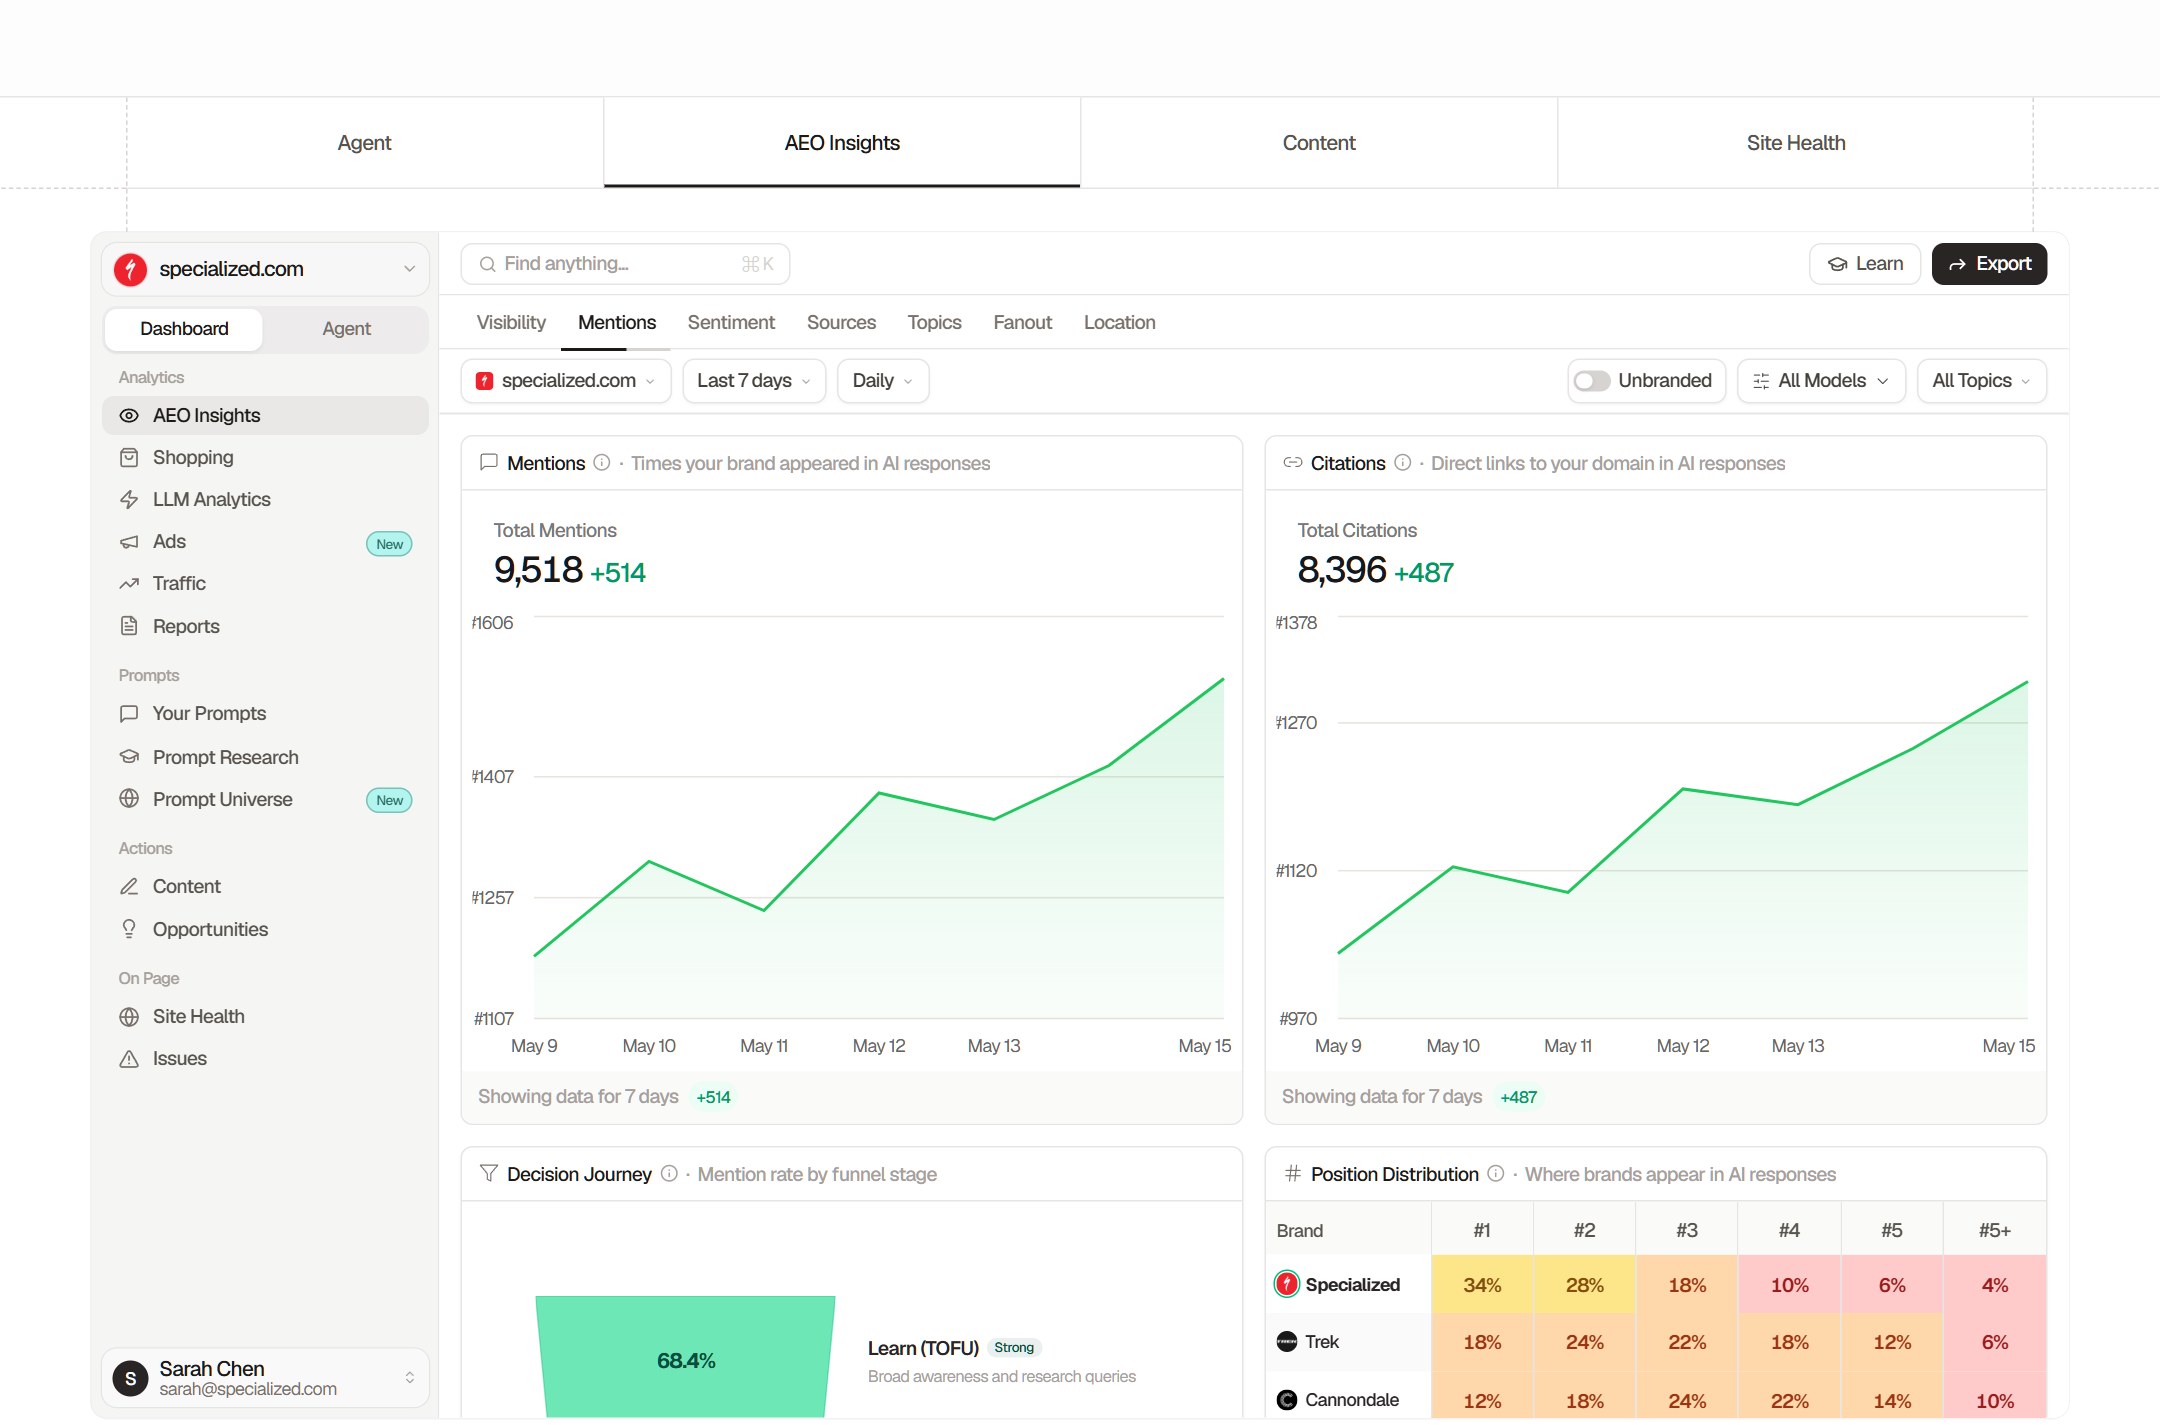 Agent
AEO Insights
Content
Site Health
specialized.com
Dashboard
Agent
Analytics
AEO Insights
Shopping
LLM Analytics
Ads
New
Traffic
Reports
Prompts
Your Prompts
Prompt Research
Prompt Universe
New
Actions
Content
Opportunities
On Page
Site Health
Issues
S
Sarah Chen
sarah@specialized.com
Find anything...
⌘K
Learn
Export
Visibility
Mentions
Sentiment
Sources
Topics
Fanout
Location
specialized.com
Last 7 days
Daily
Unbranded
All Models
All Topics
Mentions · Times your brand appeared in AI responses
Total Mentions
9,518 +514
#1606
#1407
#1257
#1107
May 9
May 10
May 11
May 12
May 13
May 15
Showing data for 7 days +514
Citations · Direct links to your domain in AI responses
Total Citations
8,396 +487
#1378
#1270
#1120
#970
May 9
May 10
May 11
May 12
May 13
May 15
Showing data for 7 days +487
Decision Journey · Mention rate by funnel stage
68.4%
Learn (TOFU) Strong
Broad awareness and research queries
Position Distribution · Where brands appear in AI responses
Brand #1 #2 #3 #4 #5 #5+
Specialized 34% 28% 18% 10% 6% 4%
Trek 18% 24% 22% 18% 12% 6%
Cannondale 12% 18% 24% 22% 14% 10%